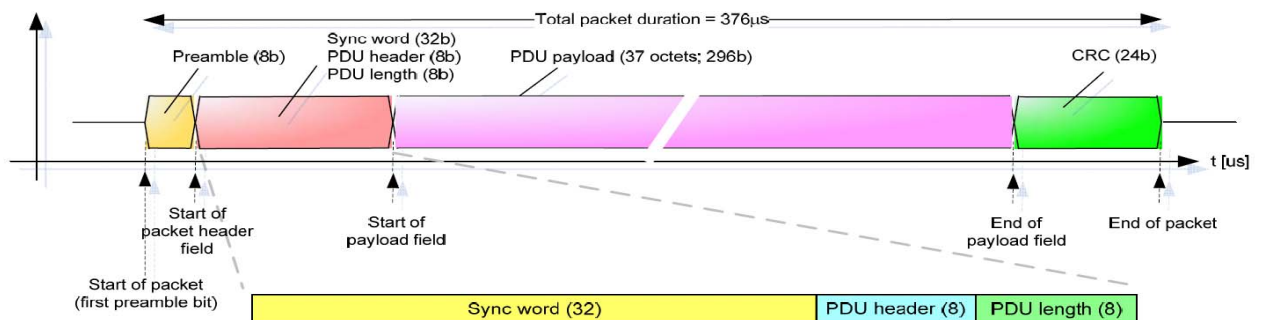 Total packet duration = 376μs
Preamble (8b)
Sync word (32b)
PDU header (8b)
PDU length (8b)
PDU payload (37 octets; 296b)
CRC (24b)
t [us]
Start of packet
(first preamble bit)
Start of
packet header
field
Start of
payload field
End of
payload field
End of packet
Sync word (32)
PDU header (8)
PDU length (8)